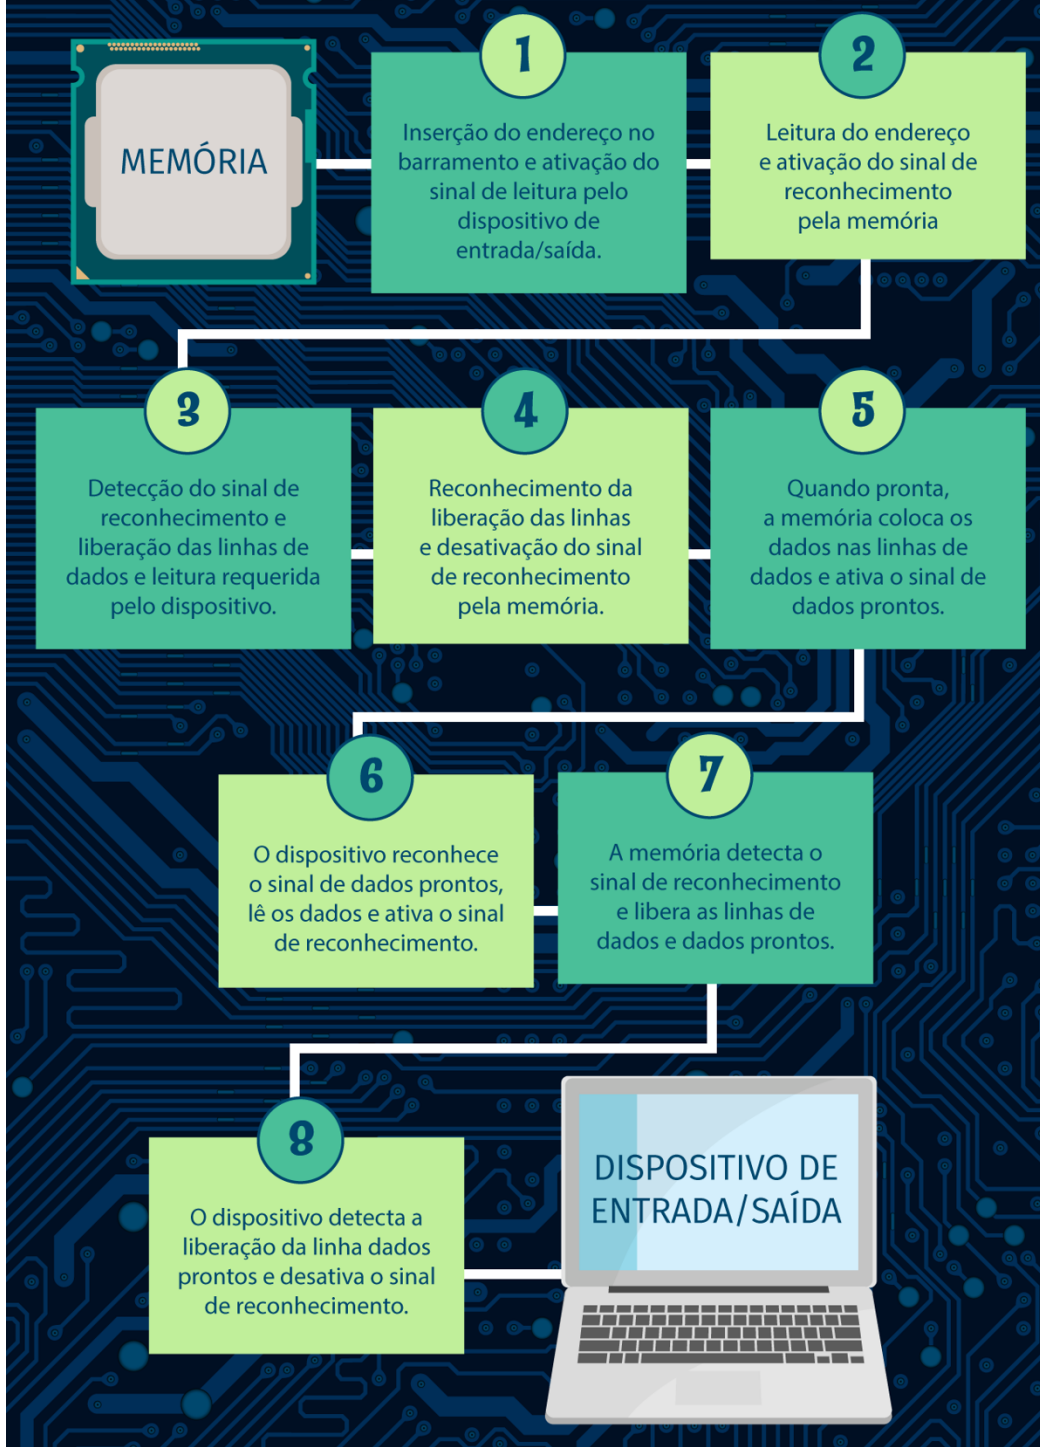 MEMÓRIA
1
Inserção do endereço no
barramento e ativação do
sinal de leitura pelo
dispositivo de
entrada/saída.
2
Leitura do endereço
e ativação do sinal de
reconhecimento
pela memória
3
Detecção do sinal de
reconhecimento e
liberação das linhas de
dados e leitura requerida
pelo dispositivo.
4
Reconhecimento da
liberação das linhas
e desativação do sinal
de reconhecimento
pela memória.
5
Quando pronta,
a memória coloca os
dados nas linhas de
dados e ativa o sinal de
dados prontos.
6
O dispositivo reconhece
o sinal de dados prontos,
lê os dados e ativa o sinal
de reconhecimento.
7
A memória detecta o
sinal de reconhecimento
e libera as linhas de
dados e dados prontos.
8
O dispositivo detecta a
liberação da linha dados
prontos e desativa o sinal
de reconhecimento.
DISPOSITIVO DE
ENTRADA/SAÍDA